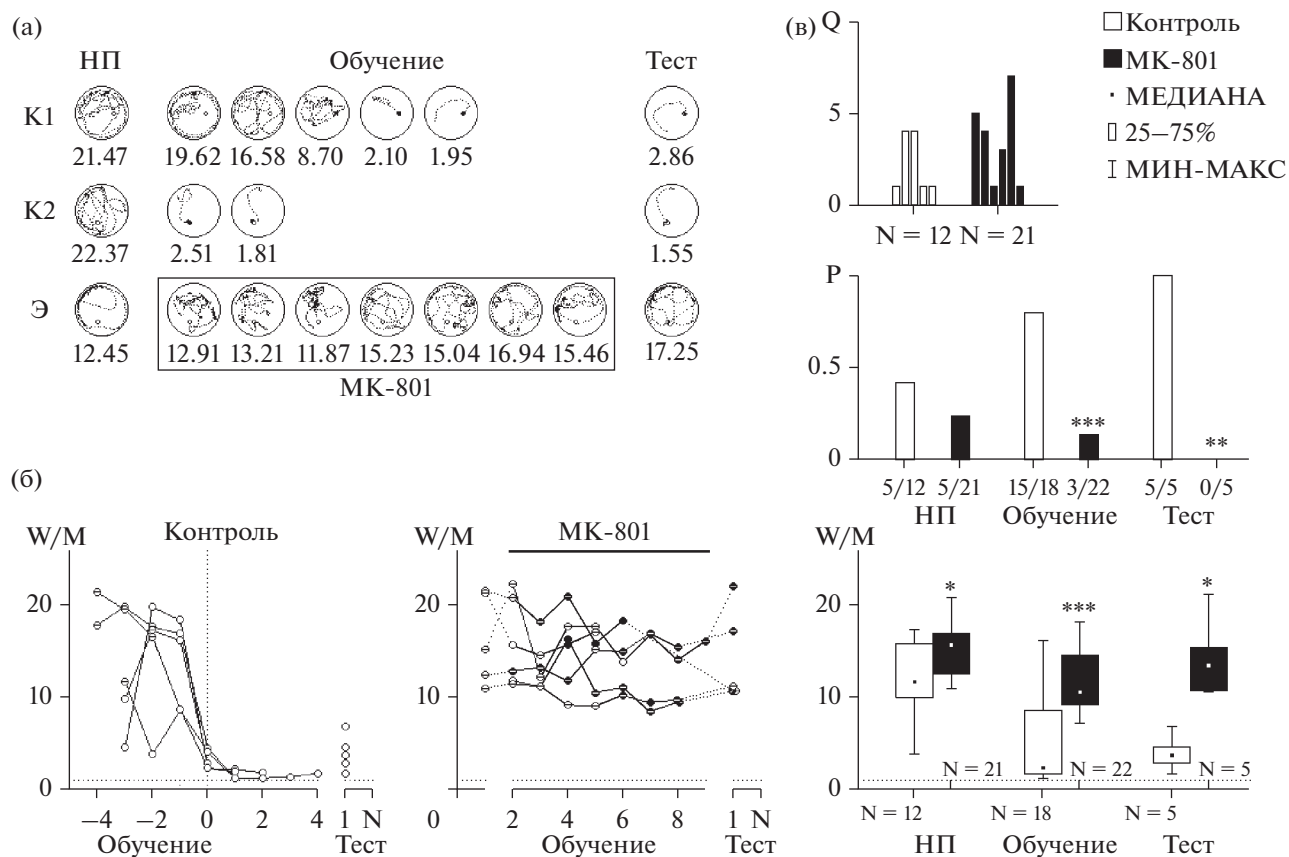 (а)
НП Обучение Тест
К1
21.47 19.62 16.58 8.70 2.10 1.95 2.86
К2
22.37 2.51 1.81 1.55
Э
12.45 12.91 13.21 11.87 15.23 15.04 16.94 15.46 17.25
МК-801
(б)
W/M Контроль
20
10
0
−4 −2 0 2 4 1 N
Обучение Тест
W/M МК-801
20
10
0 2 4 6 8 1 N
Обучение Тест
(в)
Q
5
0
N = 12 N = 21
Контроль
МК-801
МЕДИАНА
25−75%
МИН-МАКС
P
0.5
0
*** **
5/12 5/21 15/18 3/22 5/5 0/5
НП Обучение Тест
W/M
* *** *
20
10
0
N = 21 N = 22 N = 5
N = 12 N = 18 N = 5
НП Обучение Тест